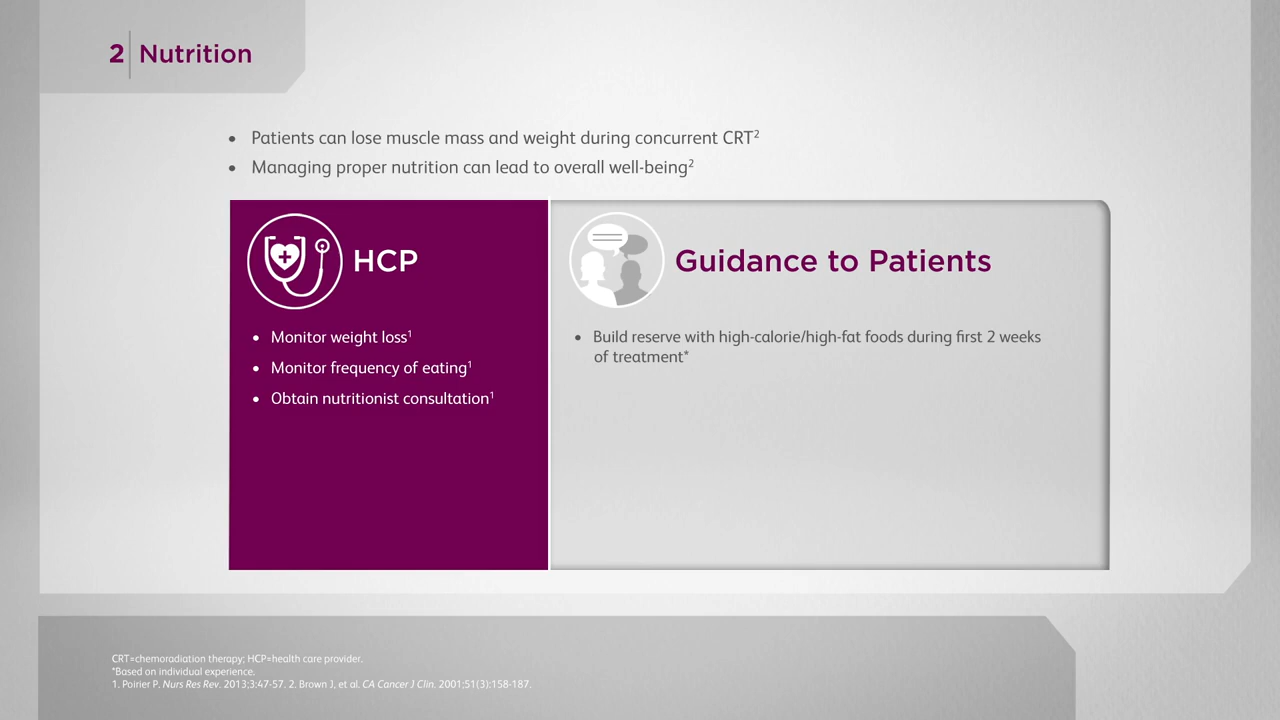 2 Nutrition
• Patients can lose muscle mass and weight during concurrent CRT²
• Managing proper nutrition can lead to overall well-being²
HCP
• Monitor weight loss¹
• Monitor frequency of eating¹
• Obtain nutritionist consultation¹
Guidance to Patients
• Build reserve with high-calorie/high-fat foods during first 2 weeks
of treatment*
CRT=chemoradiation therapy; HCP=health care provider.
*Based on individual experience.
1. Poirier P. Nurs Res Rev. 2013;3:47-57. 2. Brown J, et al. CA Cancer J Clin. 2001;51(3):158-187.